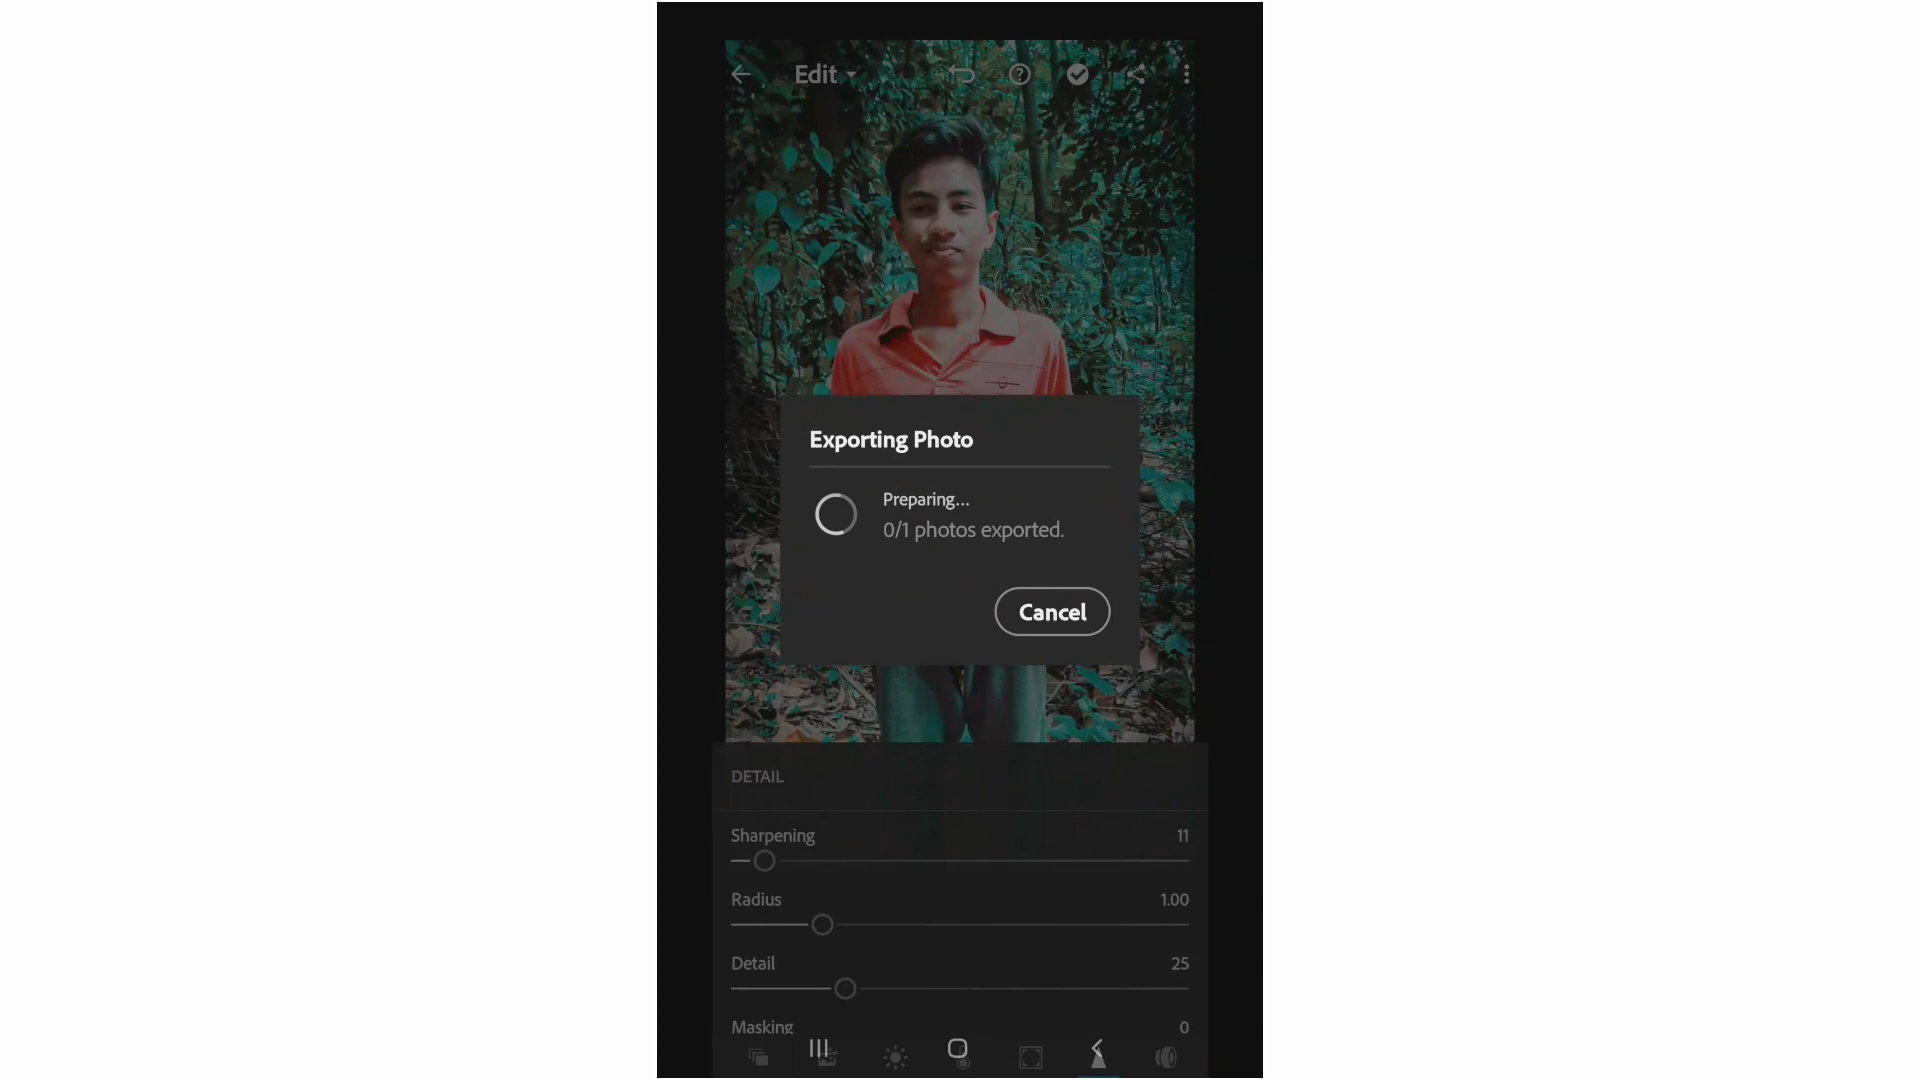 Edit
Exporting Photo
Preparing...
0/1 photos exported.
Cancel
DETAIL
Sharpening 11
Radius 1.00
Detail 25
Masking 0